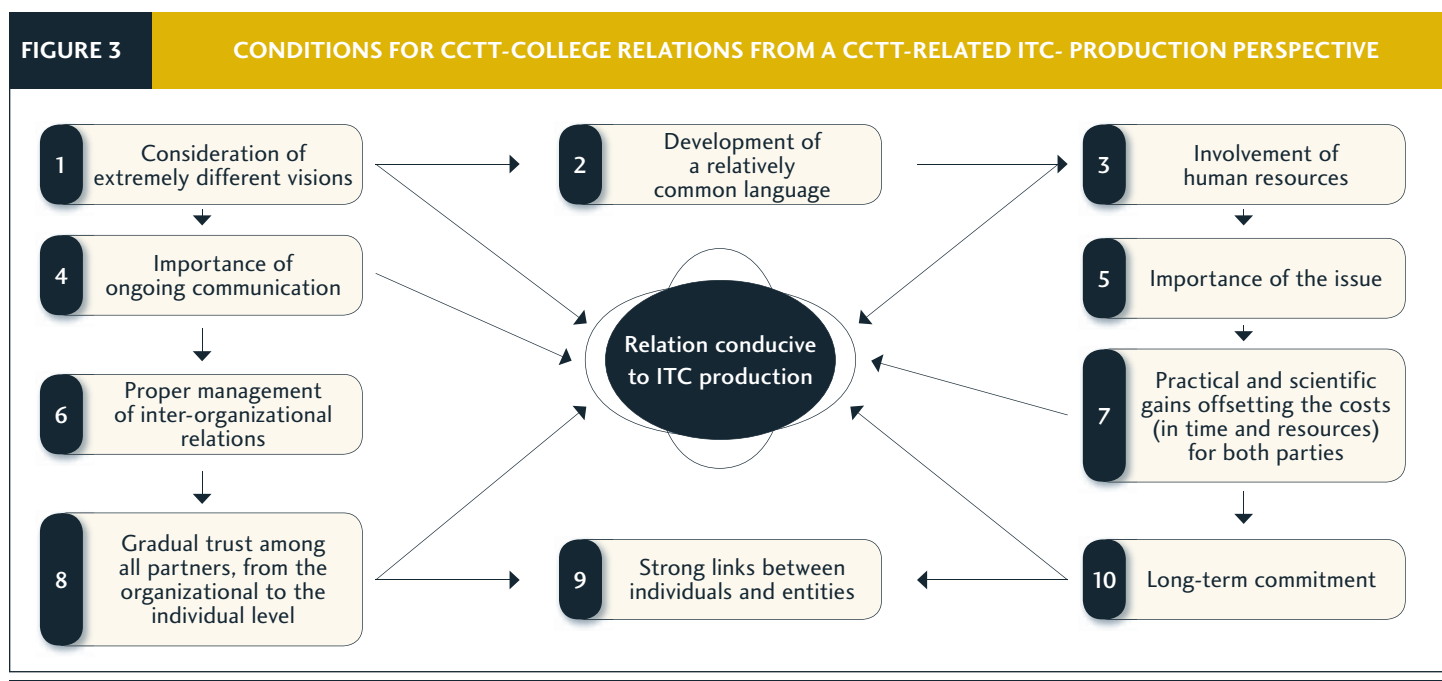 FIGURE 3
CONDITIONS FOR CCTT-COLLEGE RELATIONS FROM A CCTT-RELATED ITC- PRODUCTION PERSPECTIVE
1
Consideration of
extremely different visions
2
Development of
a relatively
common language
3
Involvement of
human resources
4
Importance of
ongoing communication
5
Importance of the issue
Relation conducive
to ITC production
6
Proper management
of inter-organizational
relations
7
Practical and scientific
gains offsetting the costs
(in time and resources)
for both parties
8
Gradual trust among
all partners, from the
organizational to the
individual level
9
Strong links between
individuals and entities
10
Long-term commitment